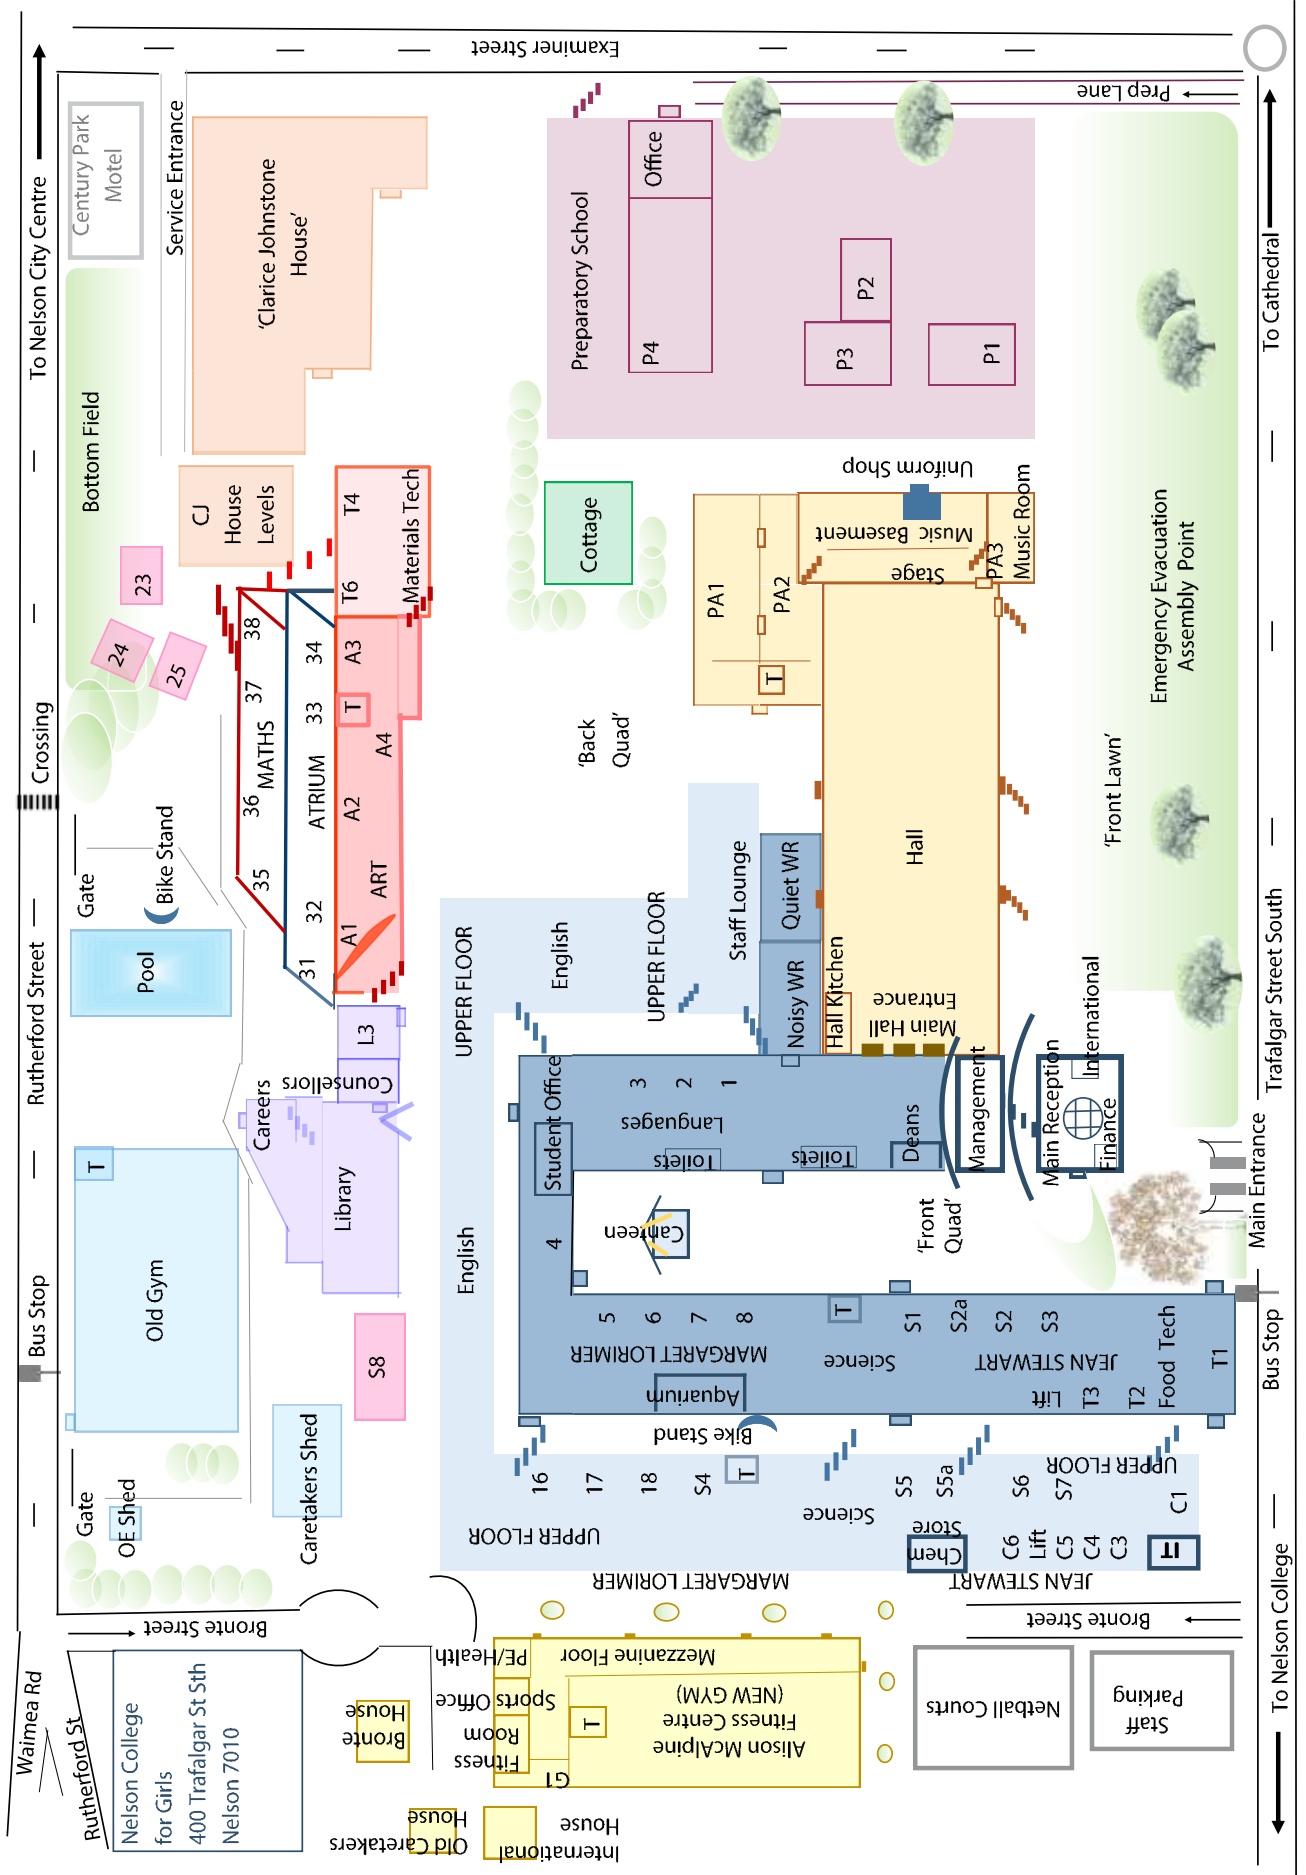 Examiner Street
Prep Lane
To Nelson City Centre
Century Park
Motel
Service Entrance
'Clarice Johnstone
House'
Preparatory School
Office
P4
P2
P3
P1
To Cathedral
Bottom Field
CJ
House
Levels
T4
T6
Materials Tech
Cottage
Uniform Shop
Music Basement
Stage
PA3
Music Room
PA1
PA2
T
Emergency Evacuation
Assembly Point
23
24
25
38
37
36
35
MATHS
34
33
32
31
ATRIUM
A3
T
A4
A2
ART
A1
'Back
Quad'
Hall
'Front Lawn'
Crossing
Gate
Bike Stand
Rutherford Street
Pool
UPPER FLOOR
English
UPPER FLOOR
Staff Lounge
Quiet WR
Noisy WR
Hall Kitchen
Main Hall
Entrance
Trafalgar Street South
L3
Counsellors
Careers
Library
Student Office
3
2
1
Languages
Toilets
Toilets
Deans
Management
Main Reception
International
Finance
Main Entrance
T
Old Gym
English
4
Canteen
'Front
Quad'
Bus Stop
S8
5
6
7
8
MARGARET LORIMER
Aquarium
T
Science
S1
S2a
S2
S3
JEAN STEWART
Lift
T3
T2
Food Tech
T1
Bus Stop
Bike Stand
Gate
OE Shed
Caretakers Shed
16
17
18
S4
T
UPPER FLOOR
Science
S5
S5a
S6
S7
UPPER FLOOR
C1
Chem
Store
C6
Lift
C5
C4
C3
IT
MARGARET LORIMER
JEAN STEWART
Bronte Street
Bronte Street
To Nelson College
Waimea Rd
Rutherford St
Nelson College
for Girls
400 Trafalgar St Sth
Nelson 7010
Bronte
House
PE/Health
Sports Office
Fitness
Room
G1
T
Mezzanine Floor
Alison McAlpine
Fitness Centre
(NEW GYM)
Netball Courts
Staff
Parking
Old Caretakers
House
International
House